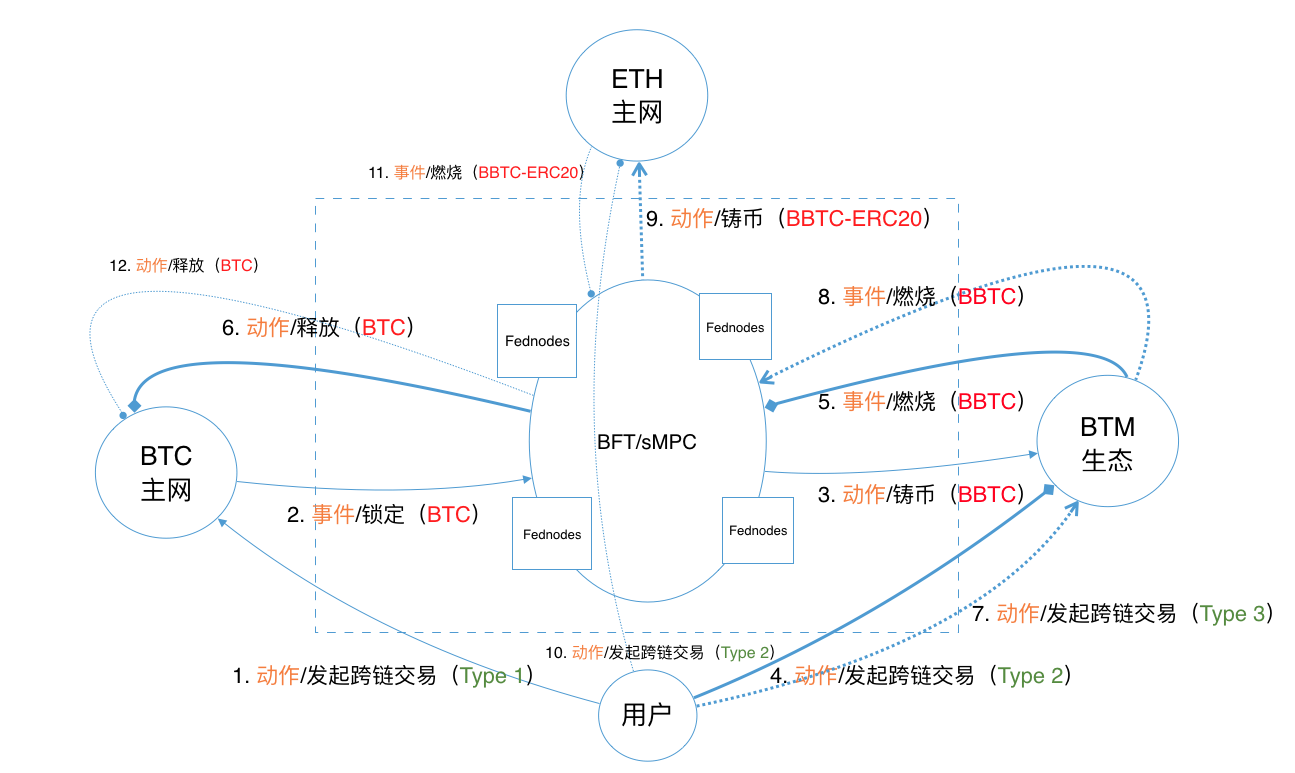 ETH
主网
11. 事件/燃烧（BBTC-ERC20）
9. 动作/铸币（BBTC-ERC20）
12. 动作/释放（BTC）
8. 事件/燃烧（BBTC）
6. 动作/释放（BTC）
Fednodes
Fednodes
5. 事件/燃烧（BBTC）
BFT/sMPC
BTM
生态
BTC
主网
3. 动作/铸币（BBTC）
2. 事件/锁定（BTC）
Fednodes
Fednodes
7. 动作/发起跨链交易（Type 3）
10. 动作/发起跨链交易（Type 2）
1. 动作/发起跨链交易（Type 1）
4. 动作/发起跨链交易（Type 2）
用户